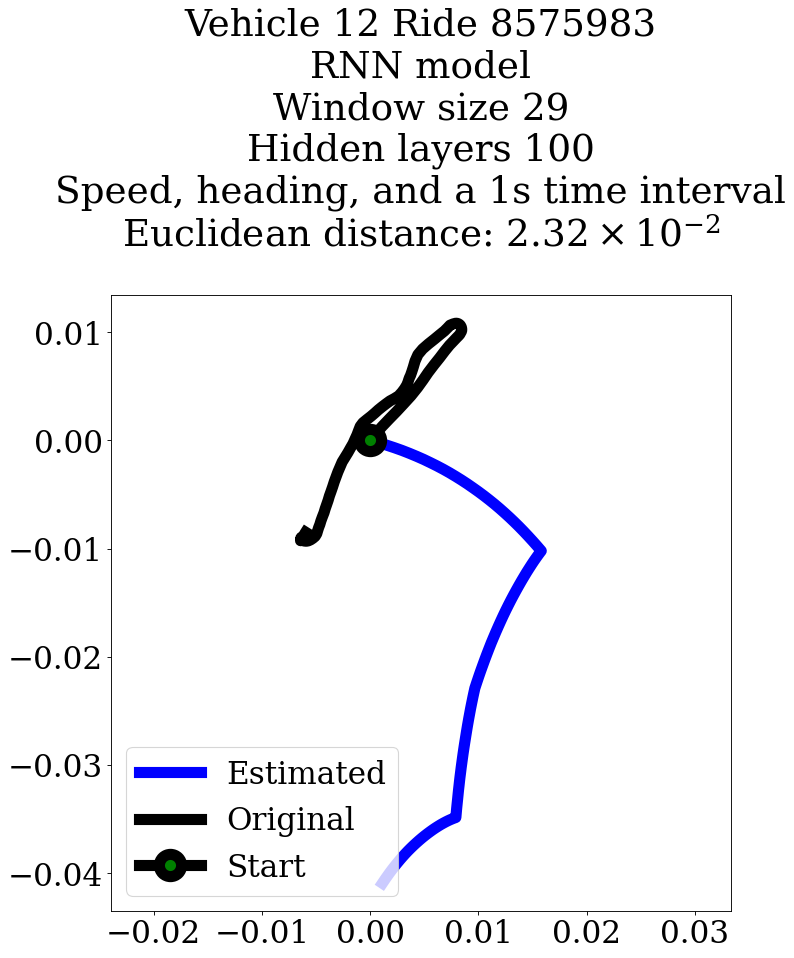 Vehicle 12 Ride 8575983
RNN model
Window size 29
Hidden layers 100
Speed, heading, and a 1s time interval
Euclidean distance: 2.32 × 10⁻²
0.01
0.00
−0.01
−0.02
−0.03
−0.04
Estimated
Original
Start
−0.02 −0.01 0.00 0.01 0.02 0.03